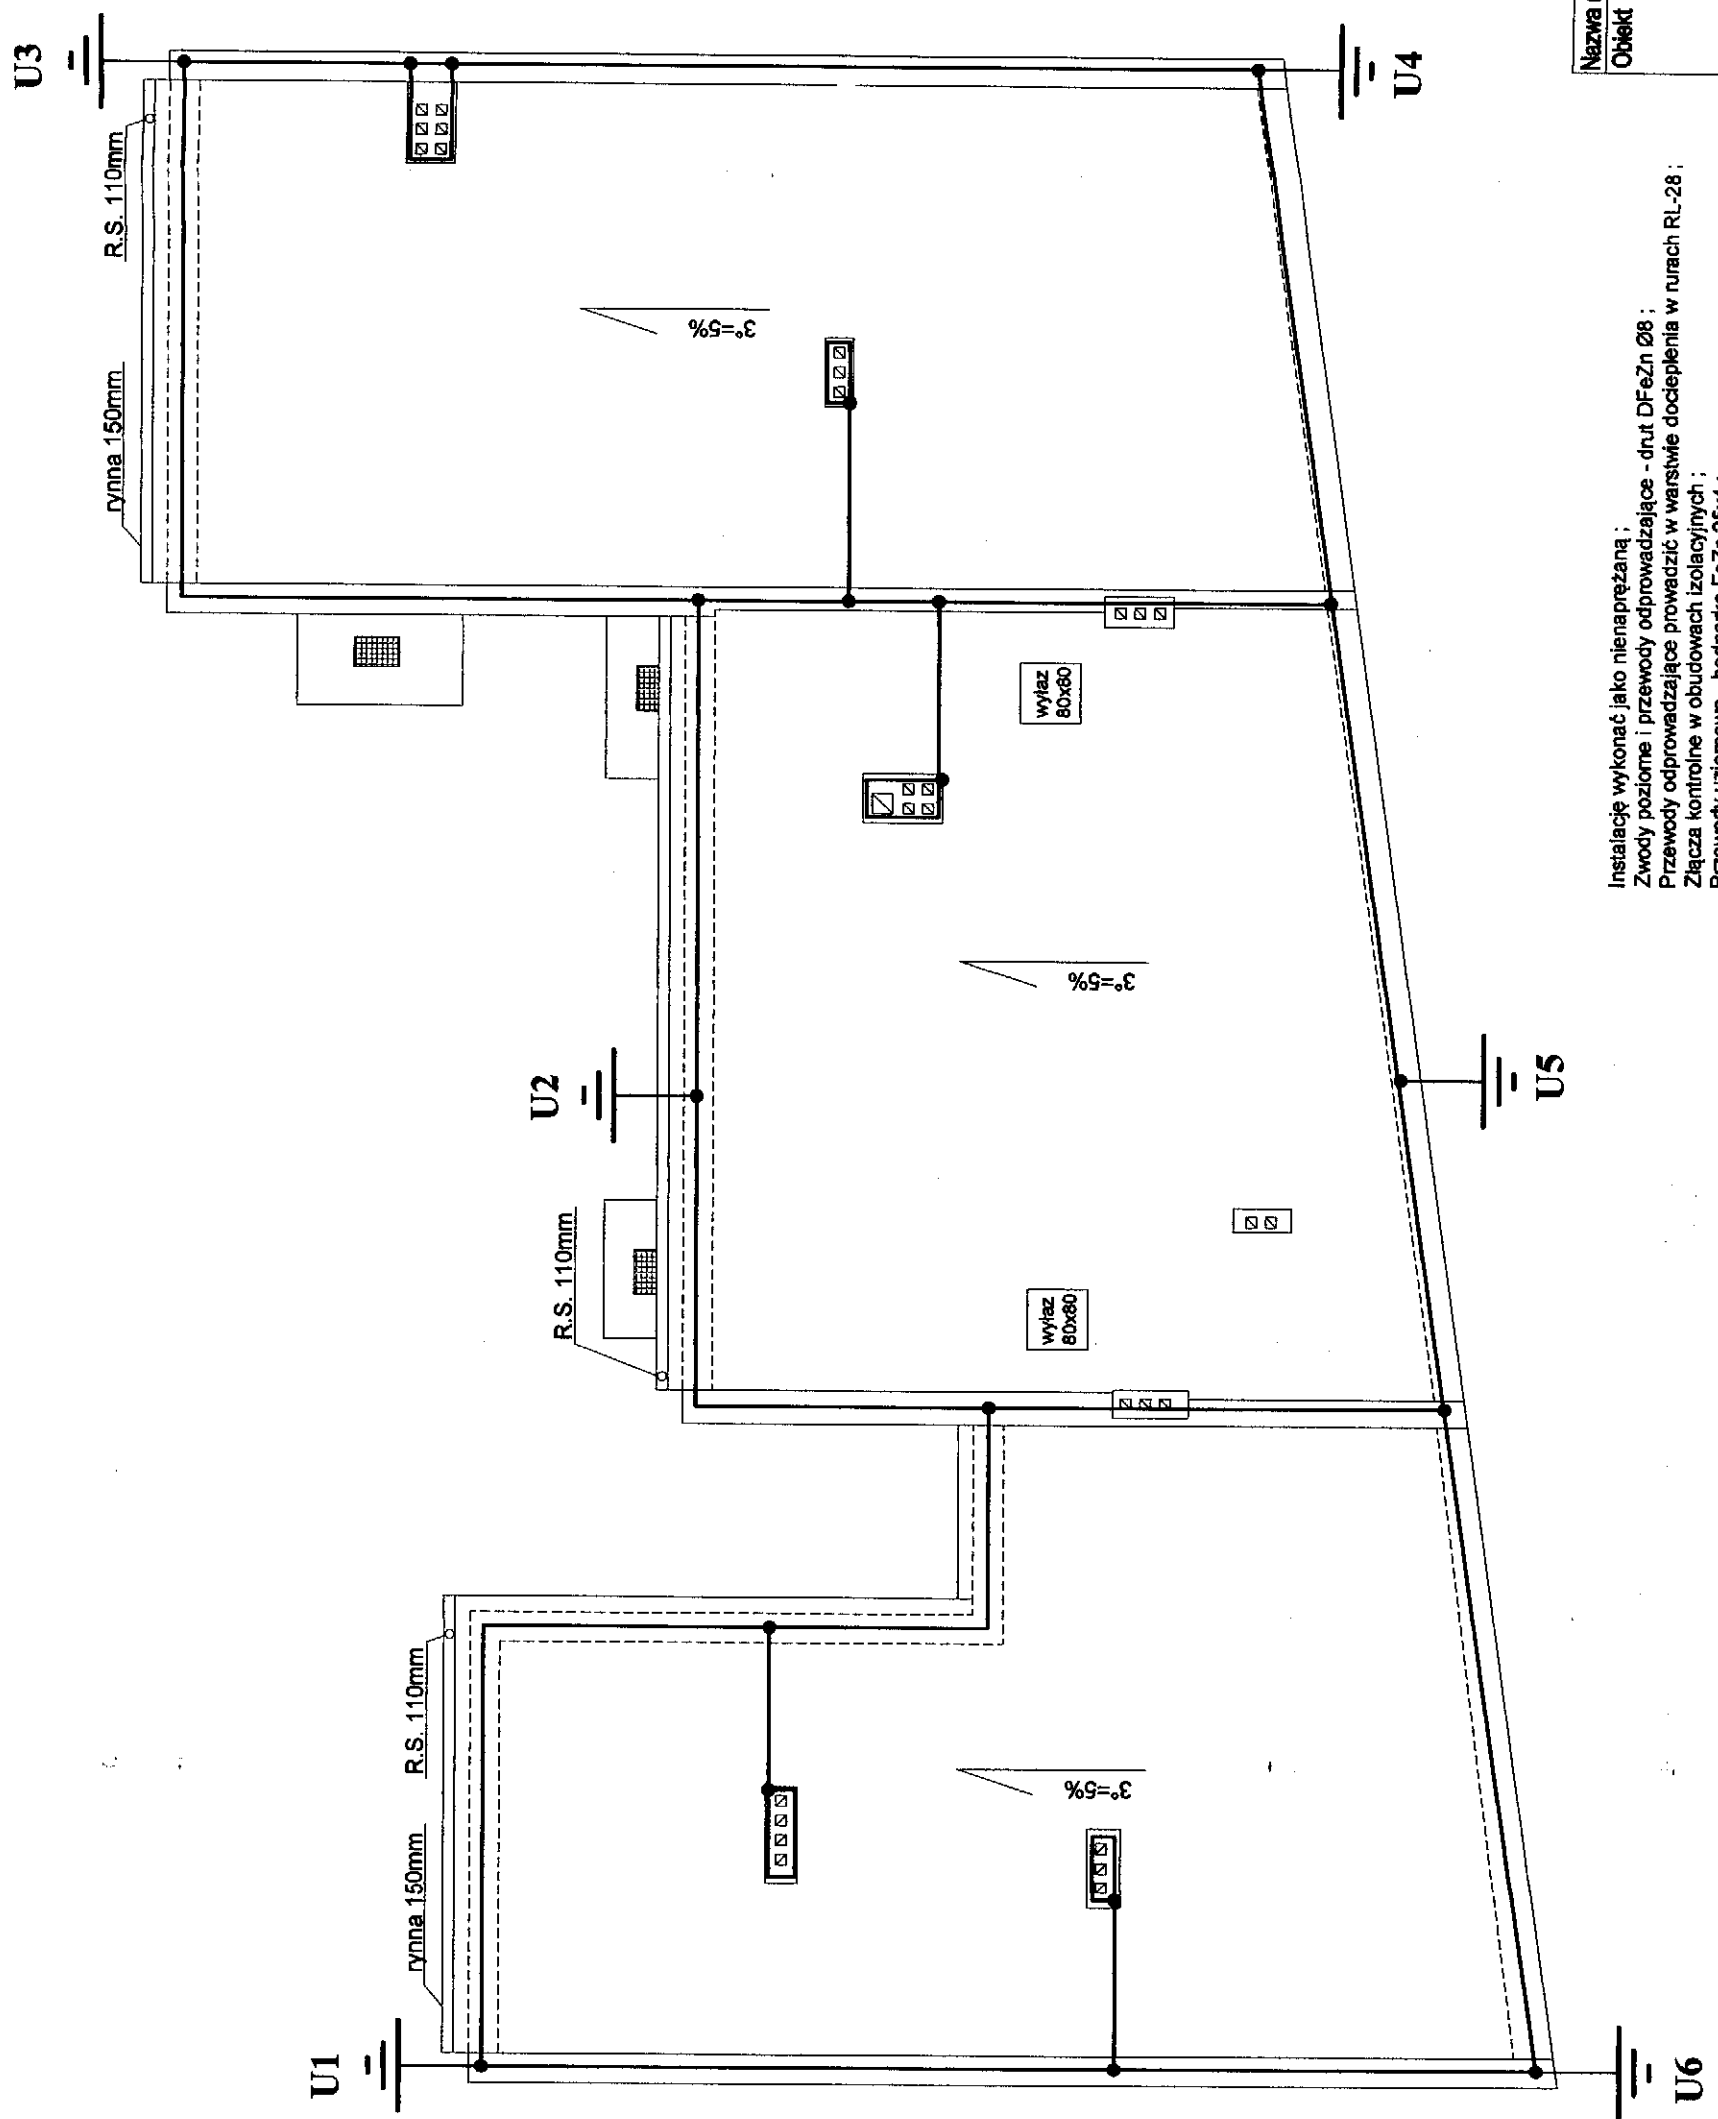 U3
R.S. 110mm
rynna 150mm
3°=5%
U4
wyłaz
80x80
U2
3°=5%
R.S. 110mm
wyłaz
80x80
U5
R.S. 110mm
rynna 150mm
3°=5%
U1
U6
Instalację wykonać jako nienaprężaną ;
Zwody poziome i przewody odprowadzające - drut DFeZn Ø8 ;
Przewody odprowadzające prowadzić w warstwie docieplenia w rurach RL-28 ;
Złącza kontrolne w obudowach izolacyjnych ;
Nazwa
Obiekt